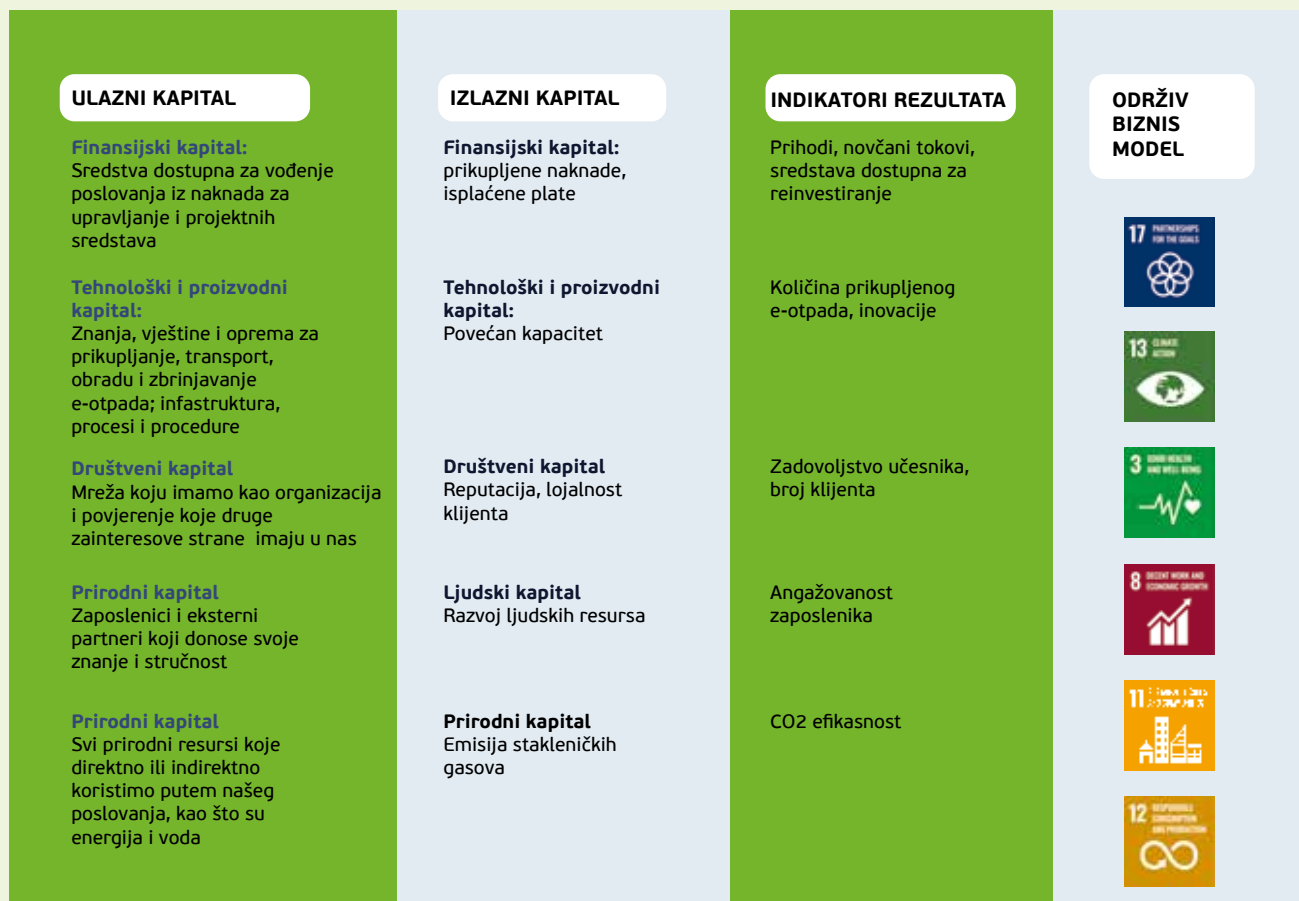 ULAZNI KAPITAL
Finansijski kapital:
Sredstva dostupna za vođenje
poslovanja iz naknada za
upravljanje i projektnih
sredstava
Tehnološki i proizvodni
kapital:
Znanja, vještine i oprema za
prikupljanje, transport,
obradu i zbrinjavanje
e-otpada; infastruktura,
procesi i procedure
Društveni kapital
Mreža koju imamo kao organizacija
i povjerenje koje druge
zainteresove strane imaju u nas
Prirodni kapital
Zaposlenici i eksterni
partneri koji donose svoje
znanje i stručnost
Prirodni kapital
Svi prirodni resursi koje
direktno ili indirektno
koristimo putem našeg
poslovanja, kao što su
energija i voda
IZLAZNI KAPITAL
Finansijski kapital:
prikupljene naknade,
isplaćene plate
Tehnološki i proizvodni
kapital:
Povećan kapacitet
Društveni kapital
Reputacija, lojalnost
klijenta
Ljudski kapital
Razvoj ljudskih resursa
Prirodni kapital
Emisija stakleničkih
gasova
INDIKATORI REZULTATA
Prihodi, novčani tokovi,
sredstava dostupna za
reinvestiranje
Količina prikupljenog
e-otpada, inovacije
Zadovoljstvo učesnika,
broj klijenta
Angažovanost
zaposlenika
CO2 efikasnost
ODRŽIV
BIZNIS
MODEL
17 PARTNERSHIPS
FOR THE GOALS
13 CLIMATE
ACTION
3 GOOD HEALTH
AND WELL-BEING
8 DECENT WORK AND
ECONOMIC GROWTH
11
12 RESPONSIBLE
CONSUMPTION
AND PRODUCTION